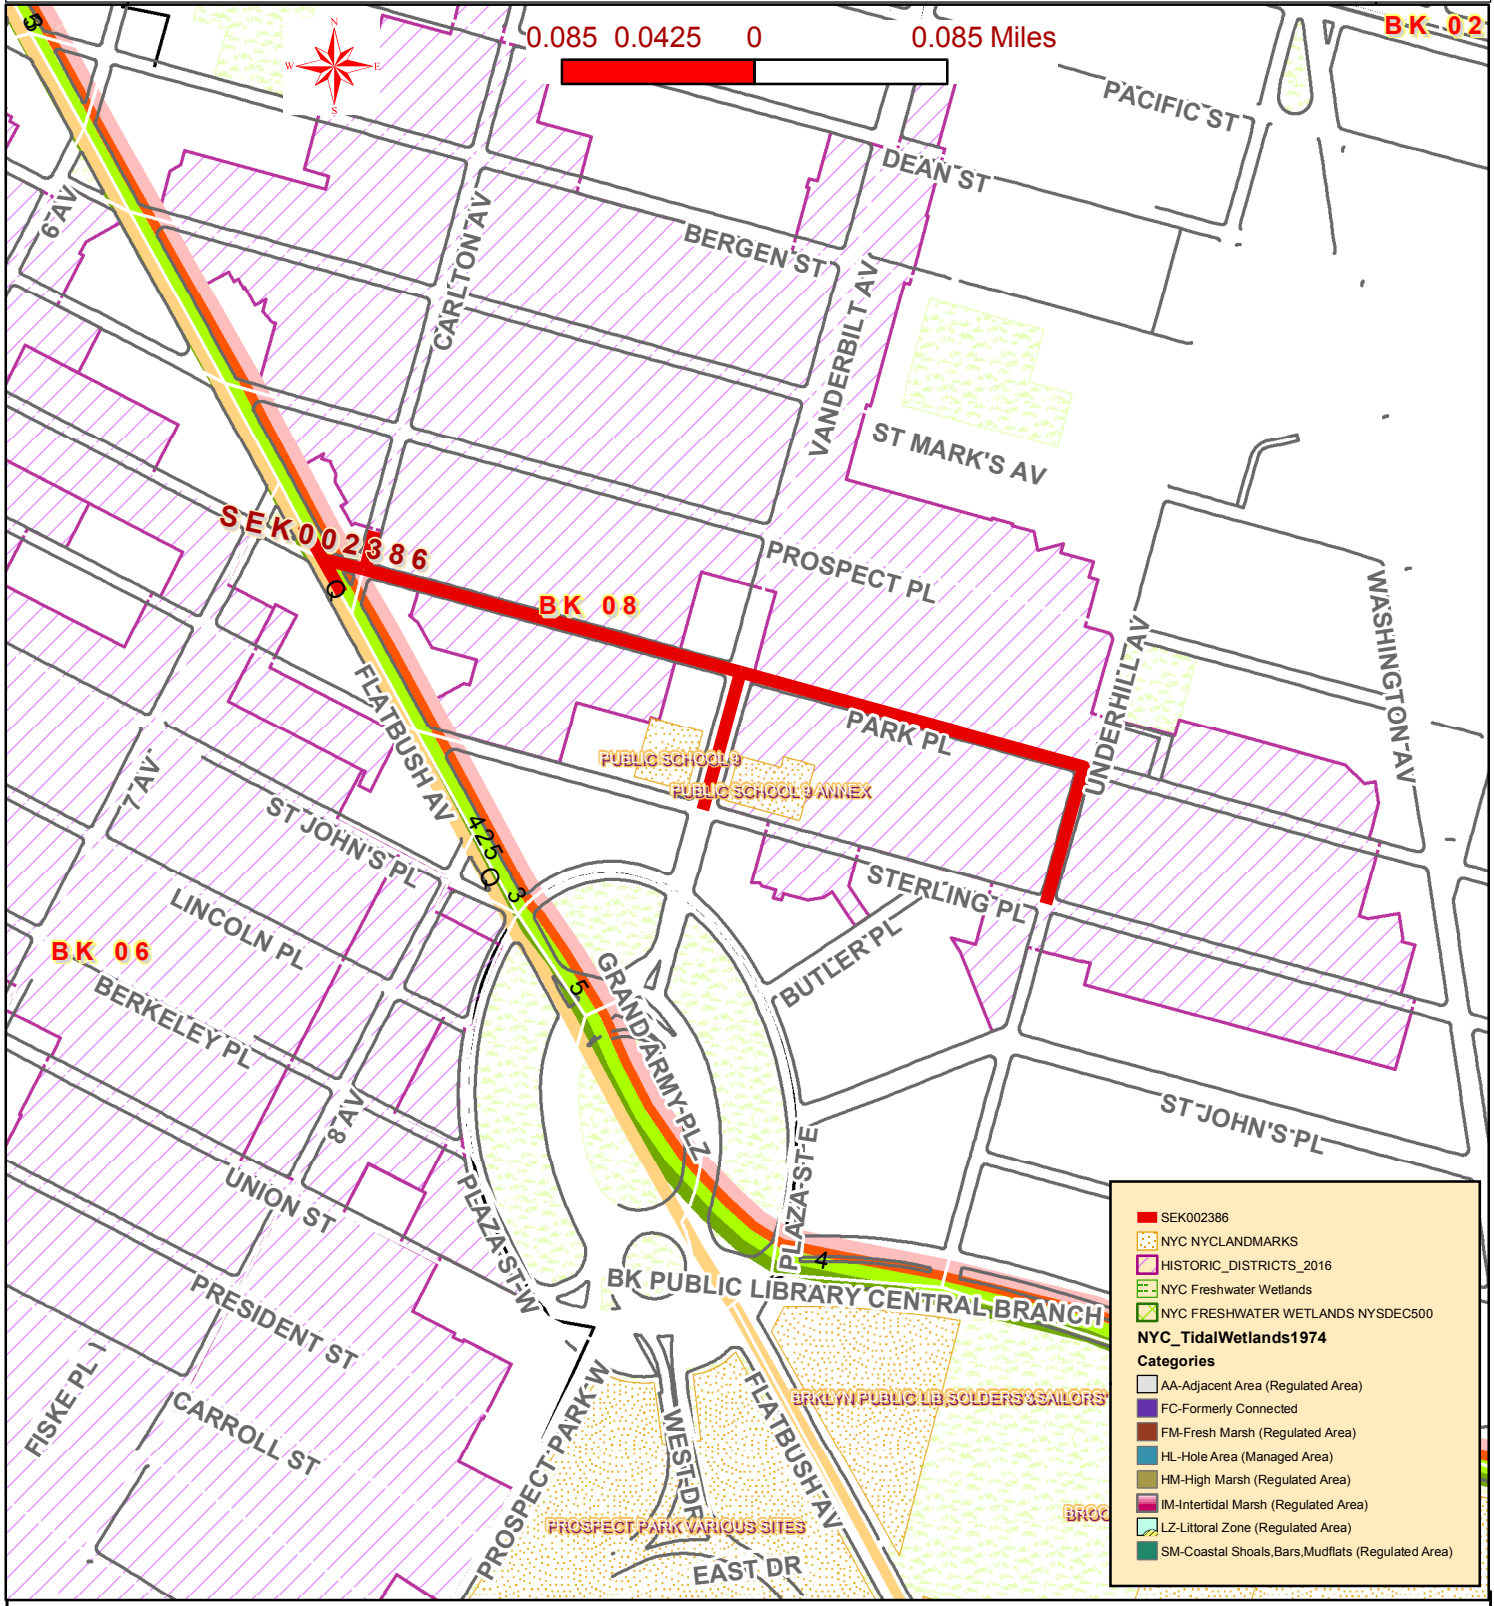 BK 02
N
W E
S
0.085 0.0425 0 0.085 Miles
B
PACIFIC ST
DEAN ST
6 AV
CARLTON AV
BERGEN ST
VANDERBILT AV
ST MARK'S AV
SEK002386
PROSPECT PL
Q
BK 08
WASHINGTON AV
UNDERHILL AV
FLATBUSH AV
PARK PL
PUBLIC SCHOOL 9
PUBLIC SCHOOL 9 ANNEX
7 AV
ST JOHN'S PL
425
Q
3
STERLING PL
LINCOLN PL
BK 06
BUTLER PL
BERKELEY PL
5
GRAND ARMY PLZ
8 AV
ST JOHN'S PL
PLAZA ST E
UNION ST
PLAZA ST W
4
BK PUBLIC LIBRARY CENTRAL BRANCH
PRESIDENT ST
FISKE PL
CARROLL ST
PROSPECT PARK W
WEST DR
FLATBUSH AV
BRKLYN PUBLIC LIB,SOLDERS&SAILORS'
BROO
PROSPECT PARK VARIOUS SITES
EAST DR
SEK002386
NYC NYCLANDMARKS
HISTORIC_DISTRICTS_2016
NYC Freshwater Wetlands
NYC FRESHWATER WETLANDS NYSDEC500
NYC_TidalWetlands1974
Categories
AA-Adjacent Area (Regulated Area)
FC-Formerly Connected
FM-Fresh Marsh (Regulated Area)
HL-Hole Area (Managed Area)
HM-High Marsh (Regulated Area)
IM-Intertidal Marsh (Regulated Area)
LZ-Littoral Zone (Regulated Area)
SM-Coastal Shoals,Bars,Mudflats (Regulated Area)